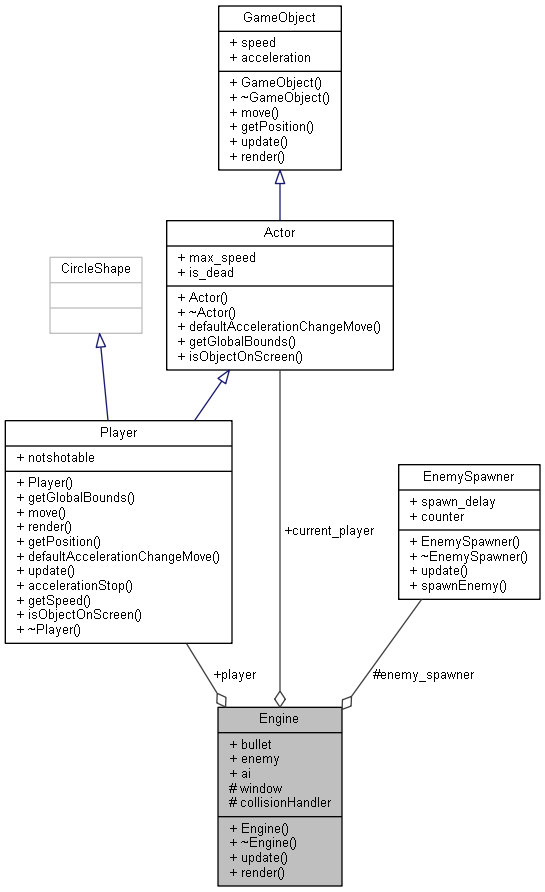 GameObject
+ speed
+ acceleration
+ GameObject()
+ ~GameObject()
+ move()
+ getPosition()
+ update()
+ render()
Actor
+ max_speed
+ is_dead
+ Actor()
+ ~Actor()
+ defaultAccelerationChangeMove()
+ getGlobalBounds()
+ isObjectOnScreen()
CircleShape
Player
+ notshotable
+ Player()
+ getGlobalBounds()
+ move()
+ render()
+ getPosition()
+ defaultAccelerationChangeMove()
+ update()
+ accelerationStop()
+ getSpeed()
+ isObjectOnScreen()
+ ~Player()
EnemySpawner
+ spawn_delay
+ counter
+ EnemySpawner()
+ ~EnemySpawner()
+ update()
+ spawnEnemy()
+current_player
+player
#enemy_spawner
Engine
+ bullet
+ enemy
+ ai
# window
# collisionHandler
+ Engine()
+ ~Engine()
+ update()
+ render()